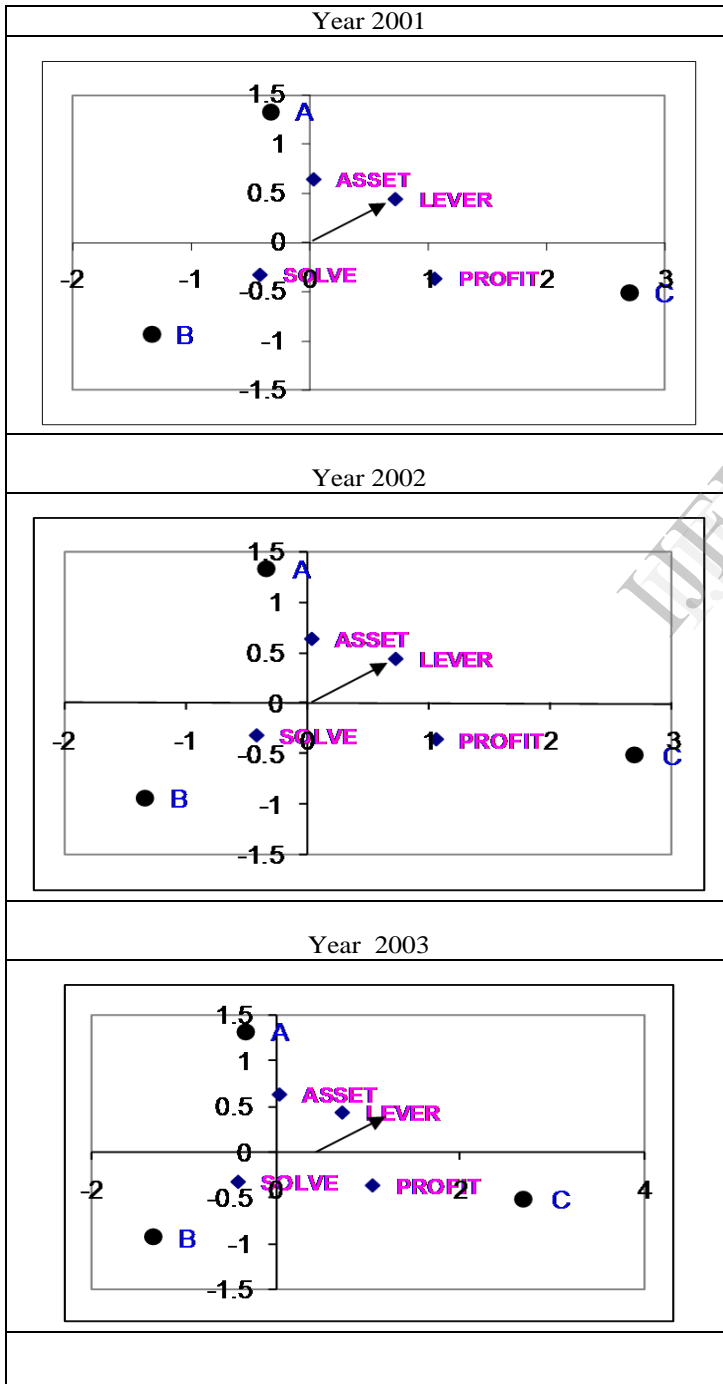 Year 2001
1.5
A
1
ASSET
0.5
LEVER
0
-2 -1 SOLVE 0 1 PROFIT 2 3
-0.5
C
B
-1
-1.5
Year 2002
1.5
A
1
ASSET
0.5
LEVER
0
-2 -1 SOLVE 0 1 PROFIT 2 3
-0.5
C
B
-1
-1.5
Year 2003
1.5
A
1
ASSET
0.5
LEVER
0
-2 SOLVE 0 PROFIT 2 4
-0.5
C
B
-1
-1.5